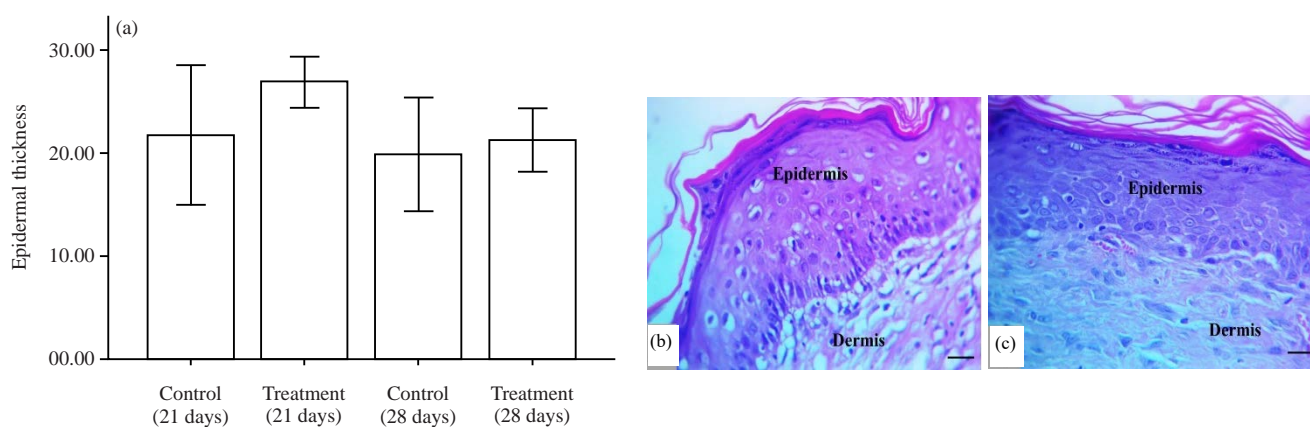 (a)
30.00
20.00
10.00
00.00
Epidermal thickness
Control
(21 days)
Treatment
(21 days)
Control
(28 days)
Treatment
(28 days)
Epidermis
Dermis
(b)
Epidermis
Dermis
(c)